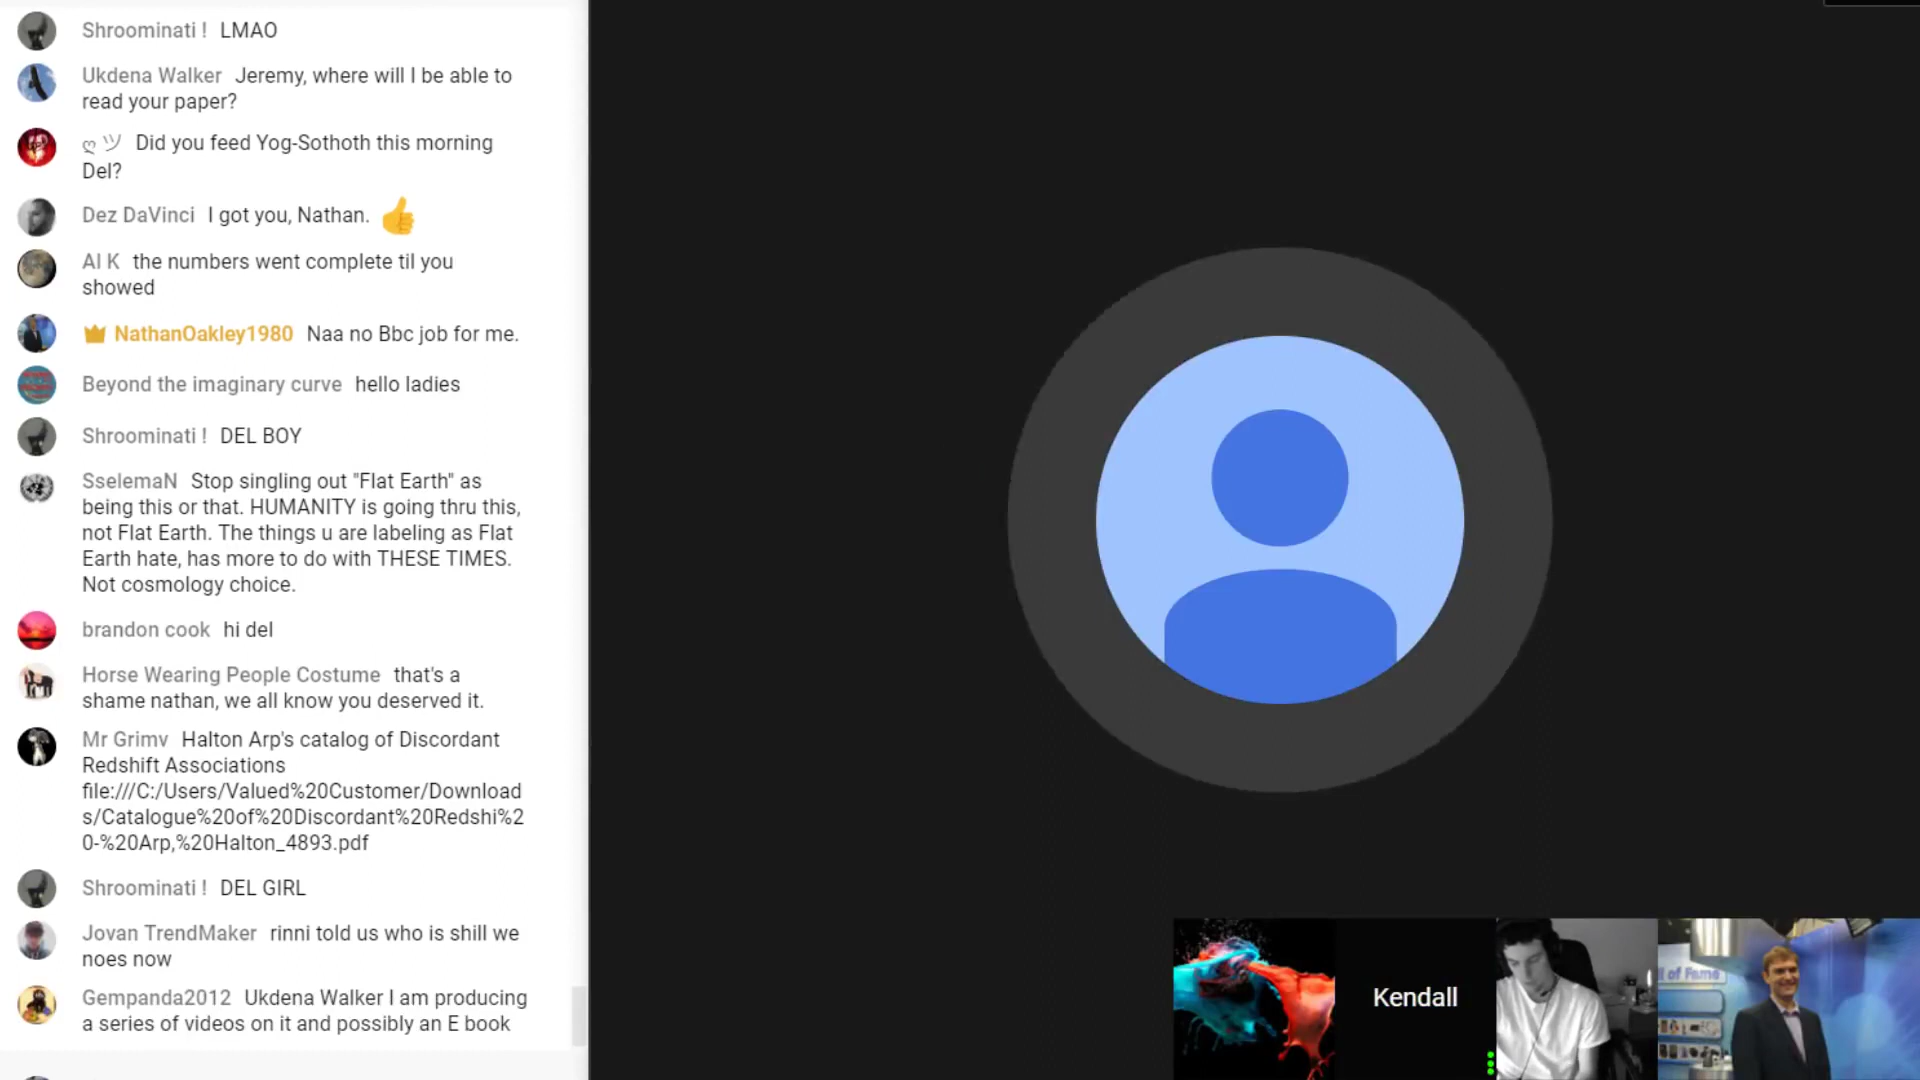 Shroominati ! LMAO
Ukdena Walker Jeremy, where will I be able to
read your paper?
ღ ツ Did you feed Yog-Sothoth this morning
Del?
Dez DaVinci I got you, Nathan. 👍
Al K the numbers went complete til you
showed
NathanOakley1980 Naa no Bbc job for me.
Beyond the imaginary curve hello ladies
Shroominati ! DEL BOY
SselemaN Stop singling out "Flat Earth" as
being this or that. HUMANITY is going thru this,
not Flat Earth. The things u are labeling as Flat
Earth hate, has more to do with THESE TIMES.
Not cosmology choice.
brandon cook hi del
Horse Wearing People Costume that's a
shame nathan, we all know you deserved it.
Mr Grimv Halton Arp's catalog of Discordant
Redshift Associations
file:///C:/Users/Valued%20Customer/Download
s/Catalogue%20of%20Discordant%20Redshi%2
0-%20Arp,%20Halton_4893.pdf
Shroominati ! DEL GIRL
Jovan TrendMaker rinni told us who is shill we
noes now
Gempanda2012 Ukdena Walker I am producing
a series of videos on it and possibly an E book
Kendall
l of Fame